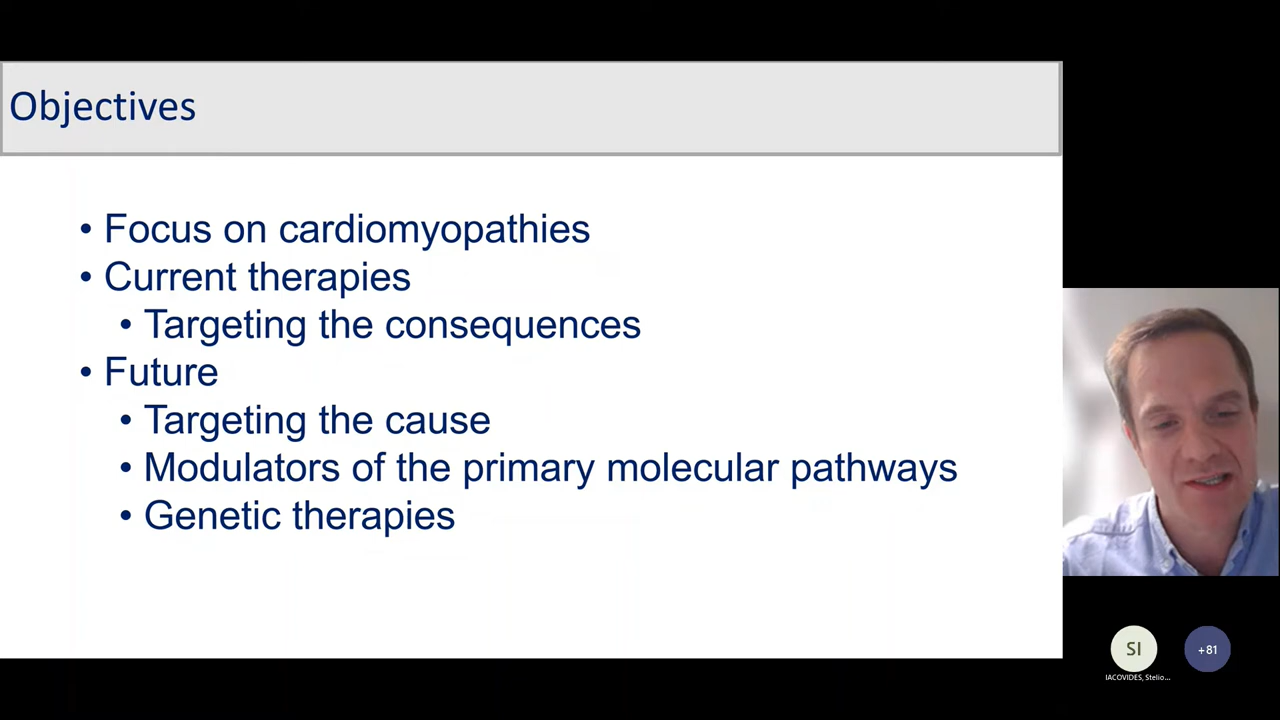 Objectives
• Focus on cardiomyopathies
• Current therapies
• Targeting the consequences
• Future
• Targeting the cause
• Modulators of the primary molecular pathways
• Genetic therapies
SI
+81
IACOVIDES, Stelio...